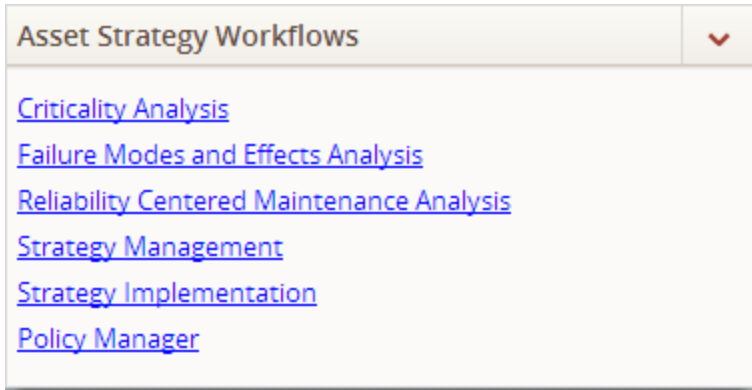 Asset Strategy Workflows
Criticality Analysis
Failure Modes and Effects Analysis
Reliability Centered Maintenance Analysis
Strategy Management
Strategy Implementation
Policy Manager